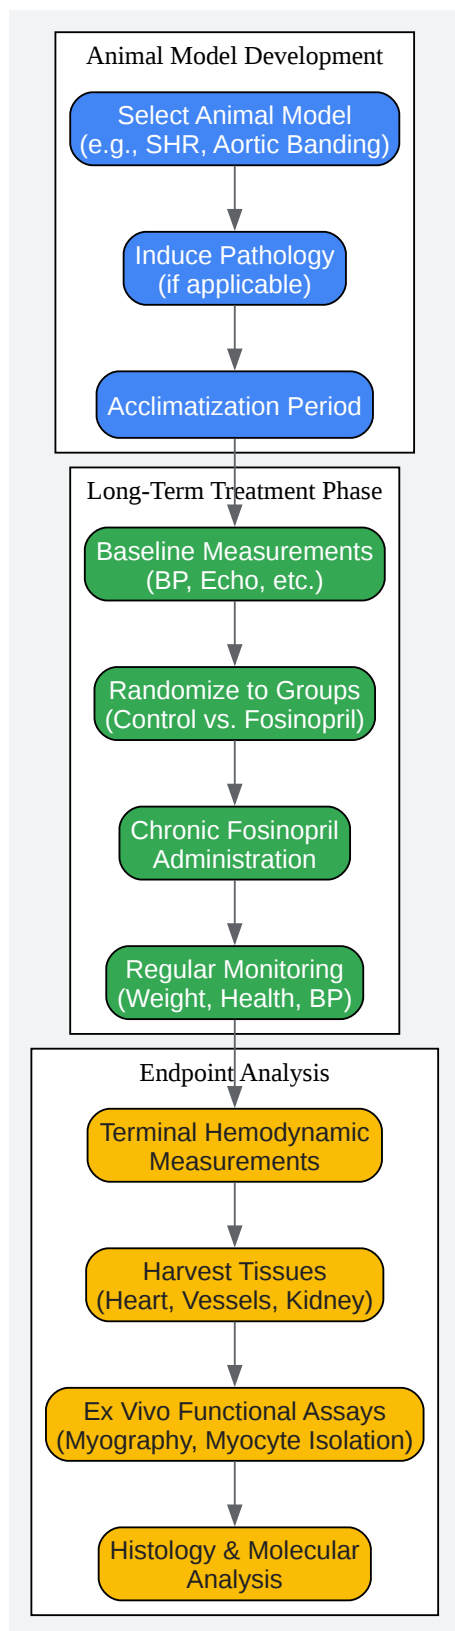 Animal Model Development
Select Animal Model
(e.g., SHR, Aortic Banding)
Induce Pathology
(if applicable)
Acclimatization Period
Long-Term Treatment Phase
Baseline Measurements
(BP, Echo, etc.)
Randomize to Groups
(Control vs. Fosinopril)
Chronic Fosinopril
Administration
Regular Monitoring
(Weight, Health, BP)
Endpoint Analysis
Terminal Hemodynamic
Measurements
Harvest Tissues
(Heart, Vessels, Kidney)
Ex Vivo Functional Assays
(Myography, Myocyte Isolation)
Histology & Molecular
Analysis